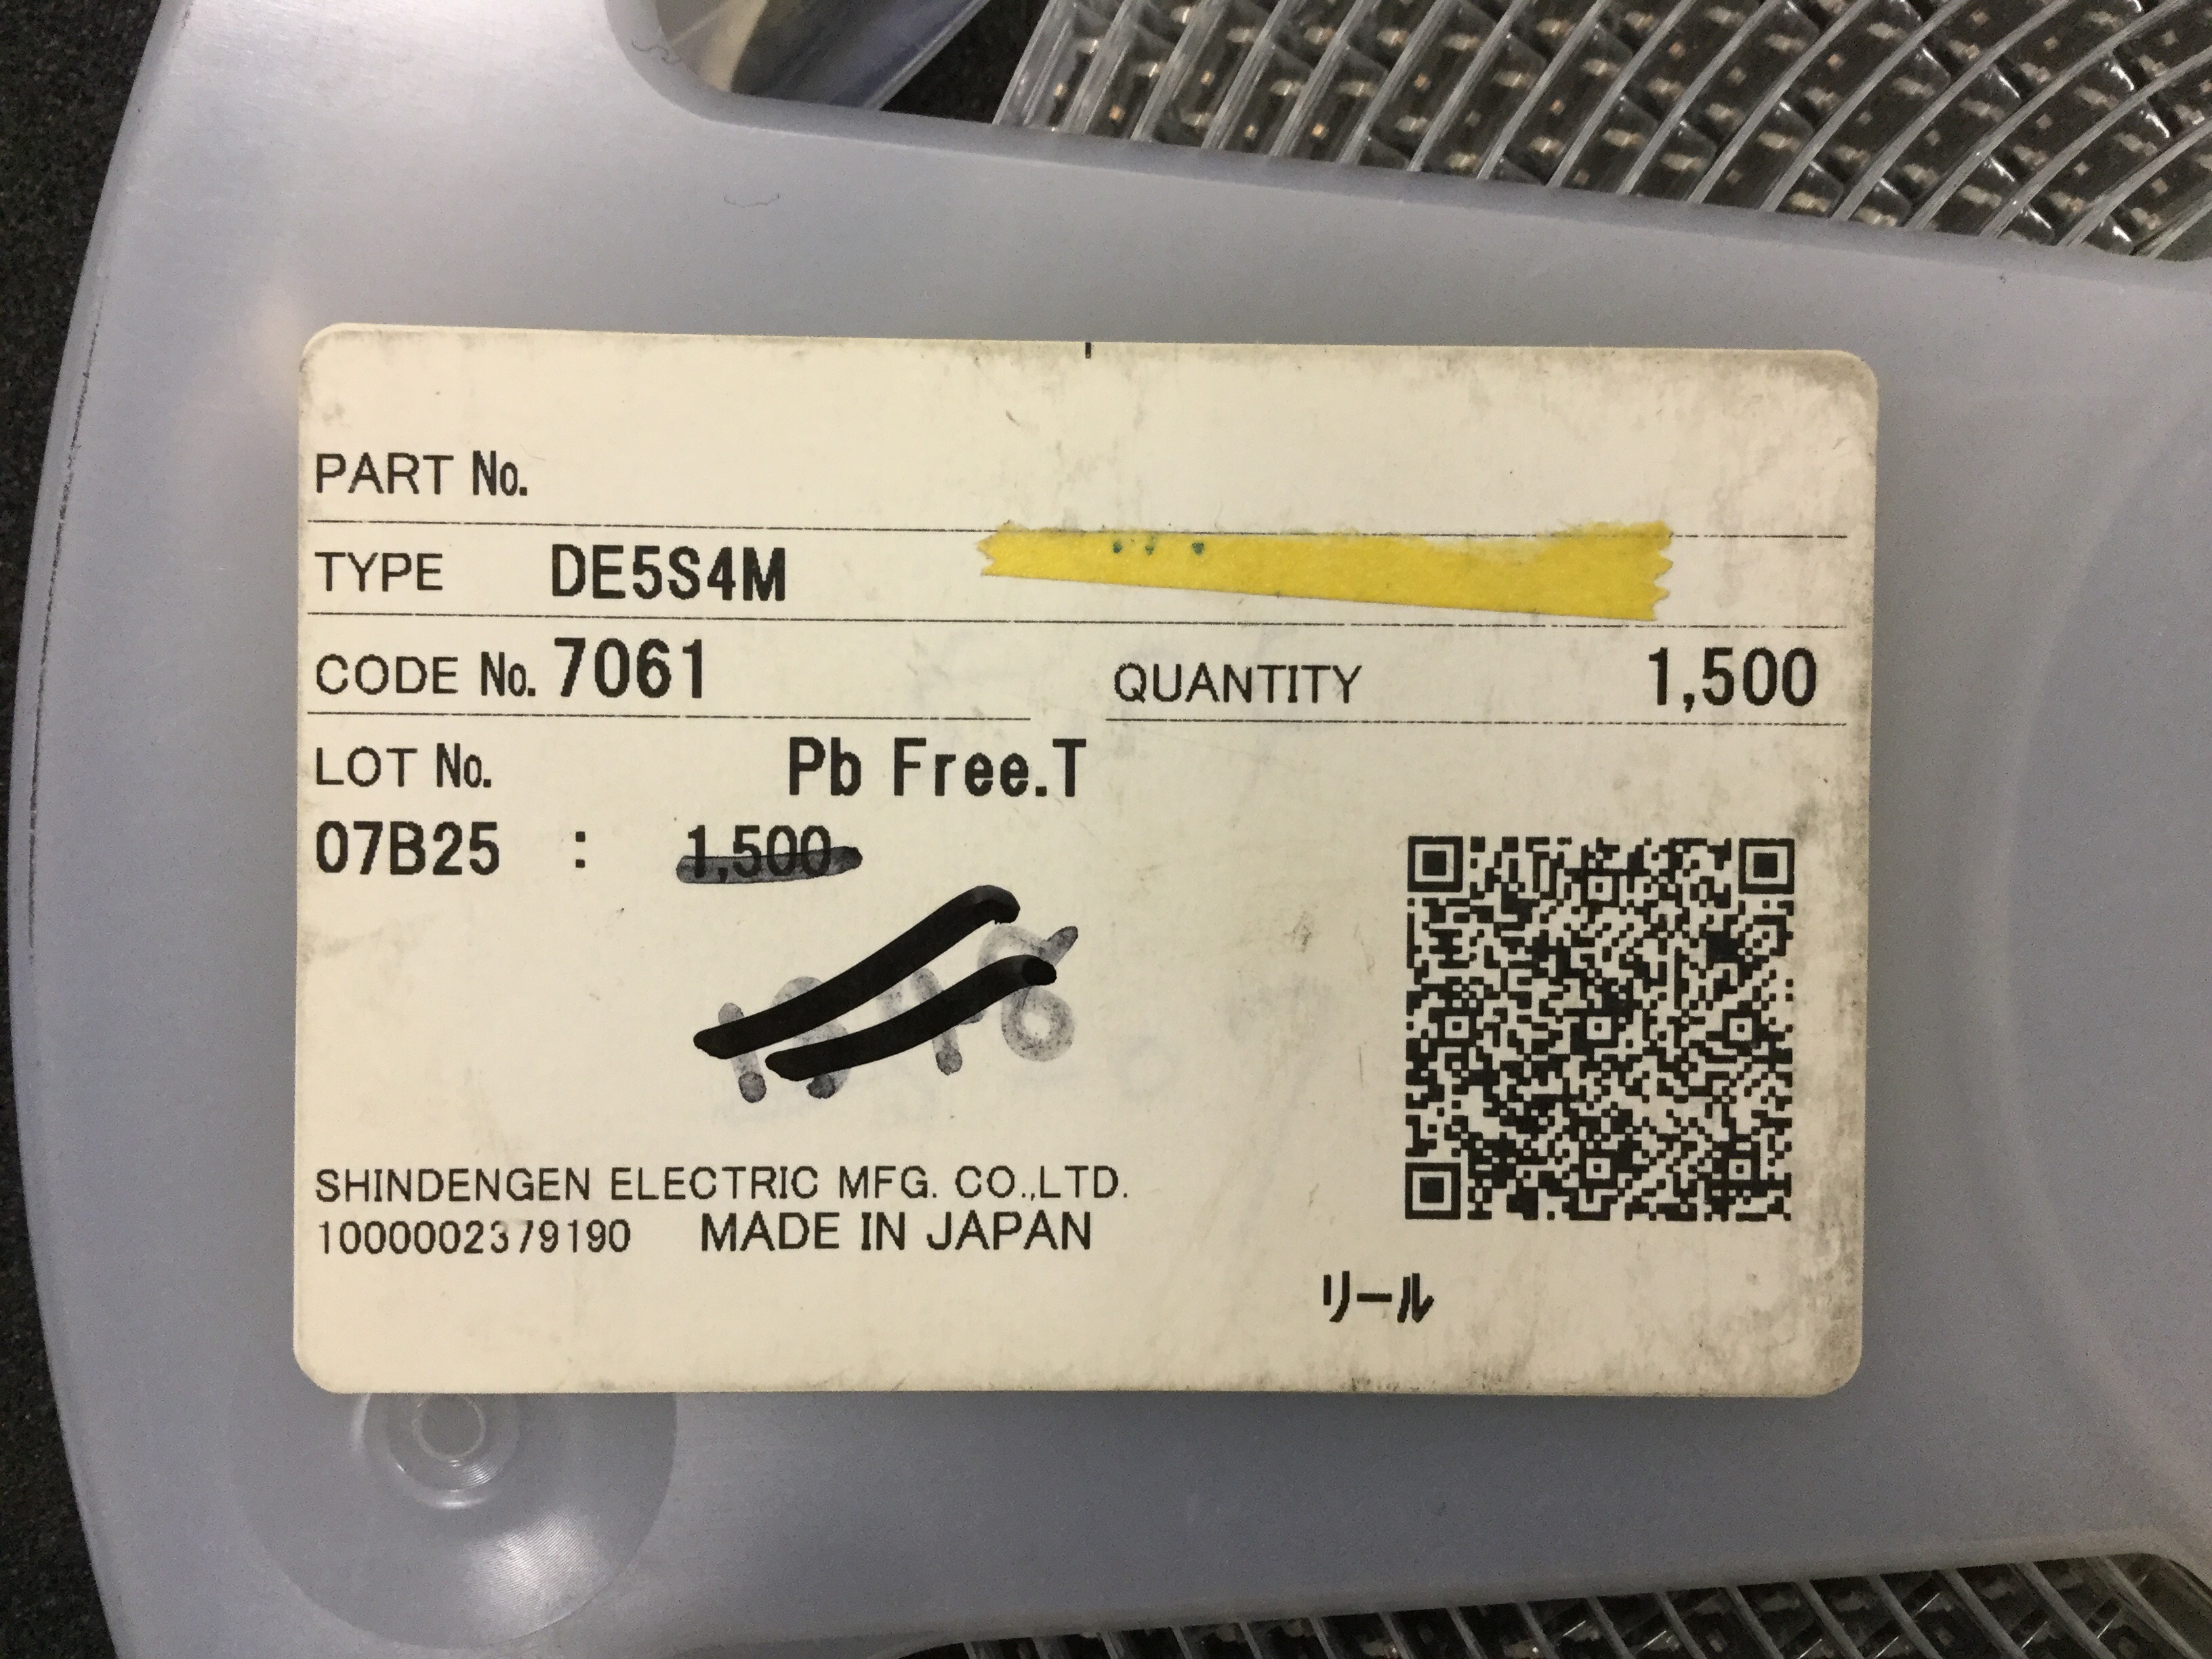 PART No.
TYPE DE5S4M
CODE No. 7061 QUANTITY 1,500
LOT No. Pb Free.T
07B25 : 1,500
SHINDENGEN ELECTRIC MFG. CO.,LTD.
1000002379190 MADE IN JAPAN
リール